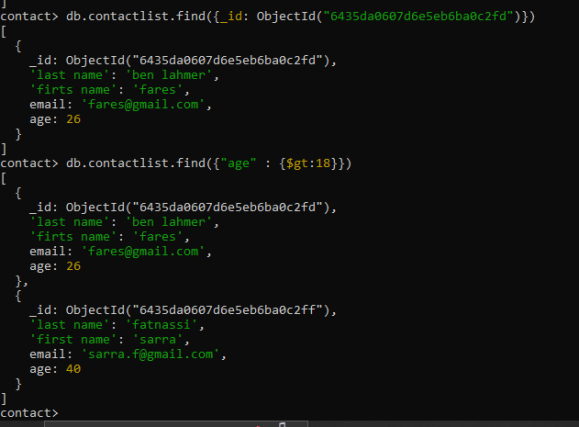 ]
contact> db.contactlist.find({_id: ObjectId("6435da0607d6e5eb6ba0c2fd")})
[
  {
    _id: ObjectId("6435da0607d6e5eb6ba0c2fd"),
    'last name': 'ben lahmer',
    'firts name': 'fares',
    email: 'fares@gmail.com',
    age: 26
  }
]
contact> db.contactlist.find({"age" : {$gt:18}})
[
  {
    _id: ObjectId("6435da0607d6e5eb6ba0c2fd"),
    'last name': 'ben lahmer',
    'firts name': 'fares',
    email: 'fares@gmail.com',
    age: 26
  },
  {
    _id: ObjectId("6435da0607d6e5eb6ba0c2ff"),
    'last name': 'fatnassi',
    'first name': 'sarra',
    email: 'sarra.f@gmail.com',
    age: 40
  }
]
contact>